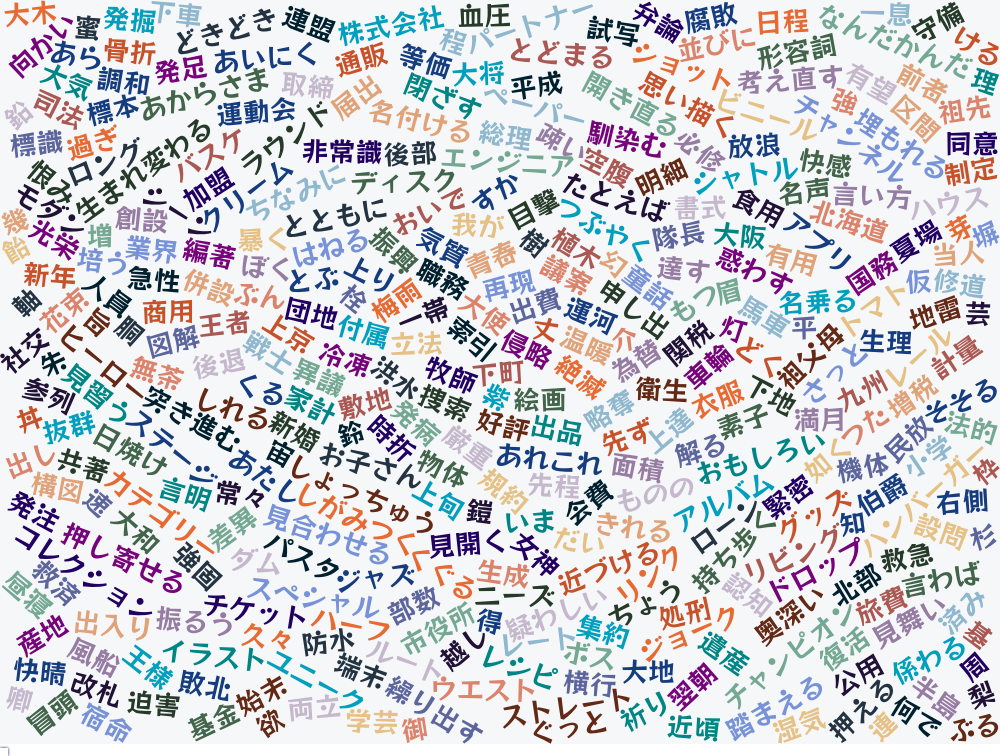 大木
蜜
発掘
下車
どきどき
連盟
株式会社
血圧
程
パートナー
試写
弁論
腐敗
日程
なんだかんだ
一息
守備
ける
向かい
あら
骨折
発足
あいにく
通販
等価
大将
とどまる
ショット
並びに
形容詞
考え直す
有望
前者
理
大気
調和
あからさま
取締
届出
閉ざす
ペーパー
平成
開き直る
思い描く
ビニール
チャンネル
強
埋もれる
区間
祖先
鉛
司法
標本
運動会
名付ける
総理
疎い
馴染む
必修
放浪
快感
同意
標識
過ぎ
ロング
生まれ変わる
バスケ
ラウンド
非常識
後部
エンジニア
空腹
明細
シャトル
名声
言い方
ハウス
制定
恨み
モダン
シーン
加盟
クリーム
ちなみに
ディスク
すか
たとえば
書式
食用
アプリ
北海道
幾
飴
光栄
増
創設
業界
編著
暴く
とともに
おいで
我が
目撃
つぶやく
隊長
大阪
有用
国務
夏場
芽
堀
当人
培う
ぼく
はねる
振興
気質
青春
樹
植木
幻
童話
達す
惑わす
仮
修道
新年
急性
併設
ぶん
とぶ
上り
職務
再現
講案
申し出
もつ
眉
馬車
名乗る
トマト
地雷
芸
軸
花束
人員
商用
団地
栓
梅雨
一帯
大使
出費
運河
介
関税
灯
平
社交
旨
胴
図解
王者
上京
付属
立法
索引
侵略
士
温暖
為替
車輪
どく
祖父母
さっと
生理
レール
計量
朱
ヒーロー
無茶
後退
戦士
冷凍
洪水
牧師
下町
絶滅
衛生
衣服
下地
九州
増税
参列
見習う
突き進む
しれる
くる
家計
異議
敷地
捜索
紫
絵画
略奪
上達
素子
満月
うった
民放
そそる
丼
抜群
ステージ
新婚
鈴
発病
時折
好評
出品
先ず
解る
おもしろい
如く
機体
小学
法的
出し
共著
日焼け
あたし
宙
お子さん
物体
厳重
あれこれ
面積
アルバム
緊密
グッズ
伯爵
ハンバーガー
枠
横図
速
カテゴリー
言明
常々
しょっちゅう
しがみつく
上旬
鎧
規約
先程
会費
ものの
ローン
知
右側
発注
押し寄せる
大和
差異
見合わせる
見開く
いま
だい
きれる
持ち歩く
リビング
設問
杉
コレクション
強固
ダム
パスタ
ジャズ
くぐる
女神
近づける
リンク
認知
ドロップ
救急
昼寝
救済
スペシャル
部数
ニーズ
生成
疑わしい
ちょう
処刑
奥深い
北部
旅費
言わば
産地
出入り
振るう
チケット
ハーフ
市役所
得
集約
ジョーク
遺産
チャンピオン
復活
見舞い
済み
基
風船
王様
イラスト
久々
防水
ルート
越し
レート
レシピ
ボス
大地
翌朝
公用
係わる
周
快晴
改札
敗北
ユニーク
端末
繰り出す
ウエスト
横行
祈り
踏まえる
押える
半島
梨
卿
冒頭
宿命
迫害
基金
始末
欲
両立
学芸
御
ストレート
ぐっと
近頃
湿気
連
何で
ぶる